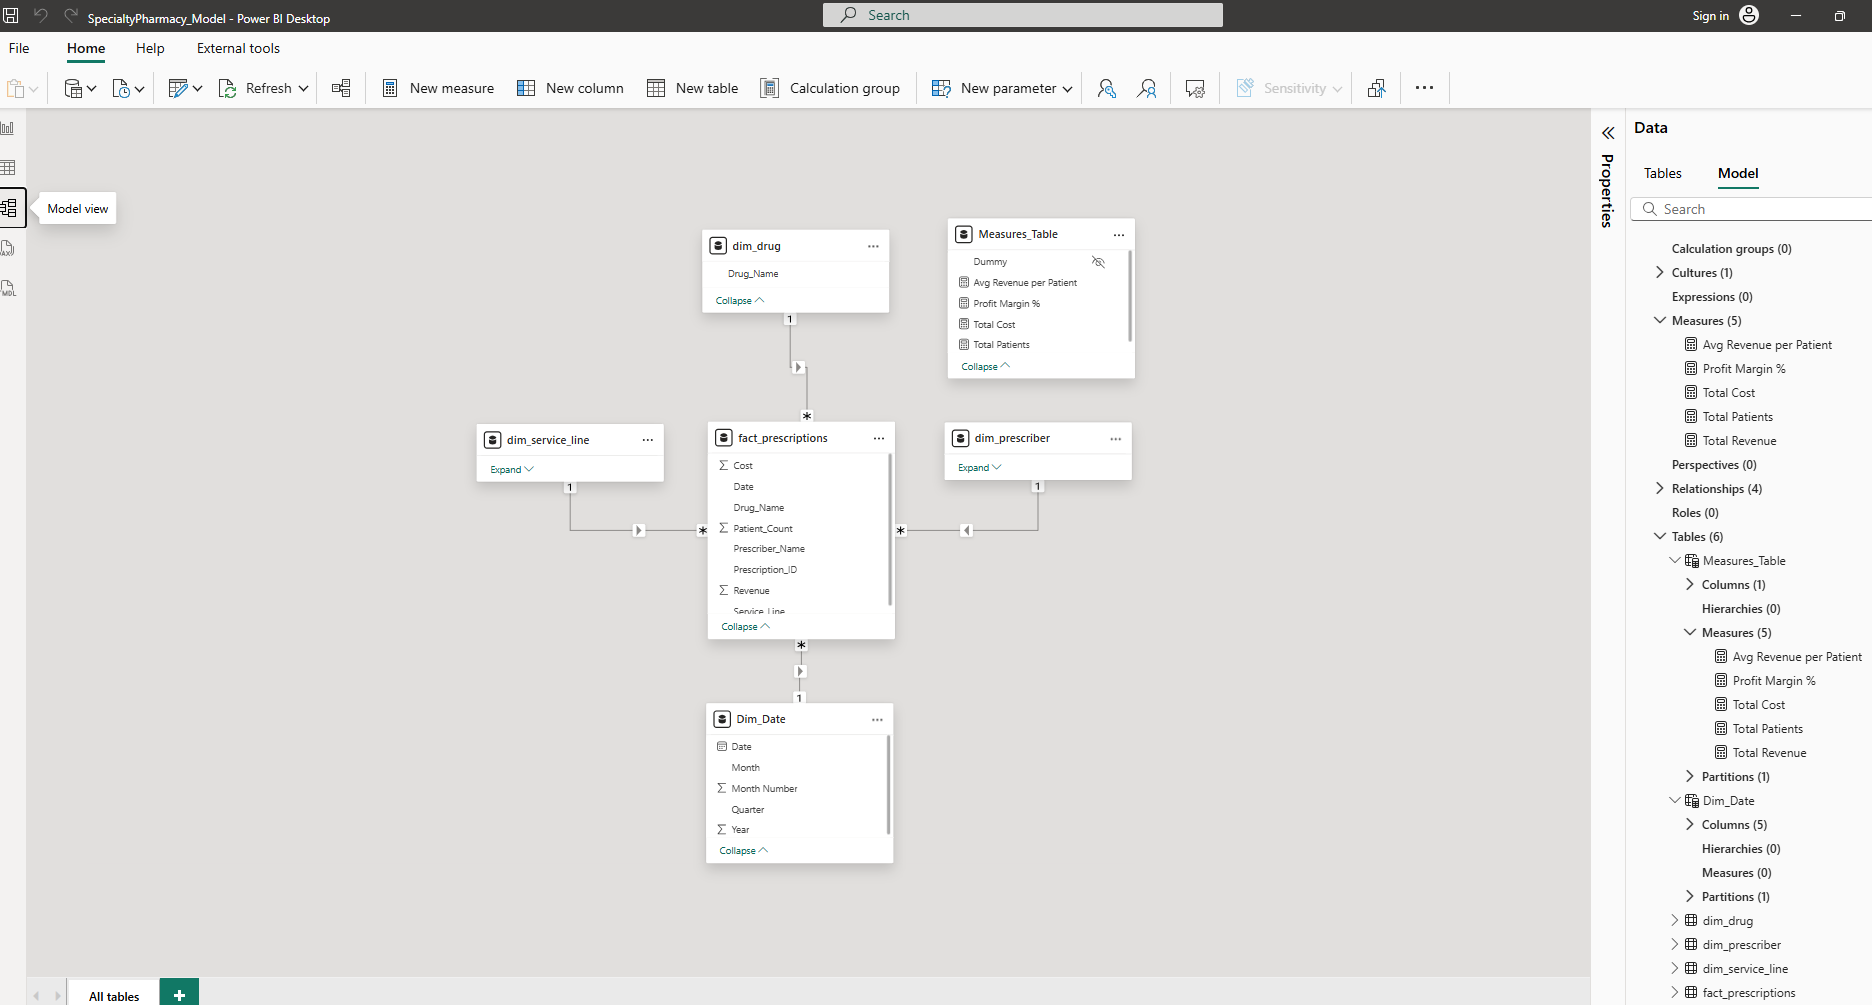 SpecialtyPharmacy_Model - Power BI Desktop
Search
Sign in
File
Home
Help
External tools
Refresh
New measure
New column
New table
Calculation group
New parameter
Sensitivity
Model view
dim_drug
Drug_Name
Collapse
1
*
Measures_Table
Dummy
Avg Revenue per Patient
Profit Margin %
Total Cost
Total Patients
Collapse
dim_service_line
Expand
1
*
fact_prescriptions
Cost
Date
Drug_Name
Patient_Count
Prescriber_Name
Prescription_ID
Revenue
Service_Line
Collapse
dim_prescriber
Expand
1
*
*
1
Dim_Date
Date
Month
Month Number
Quarter
Year
Collapse
All tables
+
Properties
Data
Tables
Model
Search
Calculation groups (0)
Cultures (1)
Expressions (0)
Measures (5)
Avg Revenue per Patient
Profit Margin %
Total Cost
Total Patients
Total Revenue
Perspectives (0)
Relationships (4)
Roles (0)
Tables (6)
Measures_Table
Columns (1)
Hierarchies (0)
Measures (5)
Avg Revenue per Patient
Profit Margin %
Total Cost
Total Patients
Total Revenue
Partitions (1)
Dim_Date
Columns (5)
Hierarchies (0)
Measures (0)
Partitions (1)
dim_drug
dim_prescriber
dim_service_line
fact_prescriptions